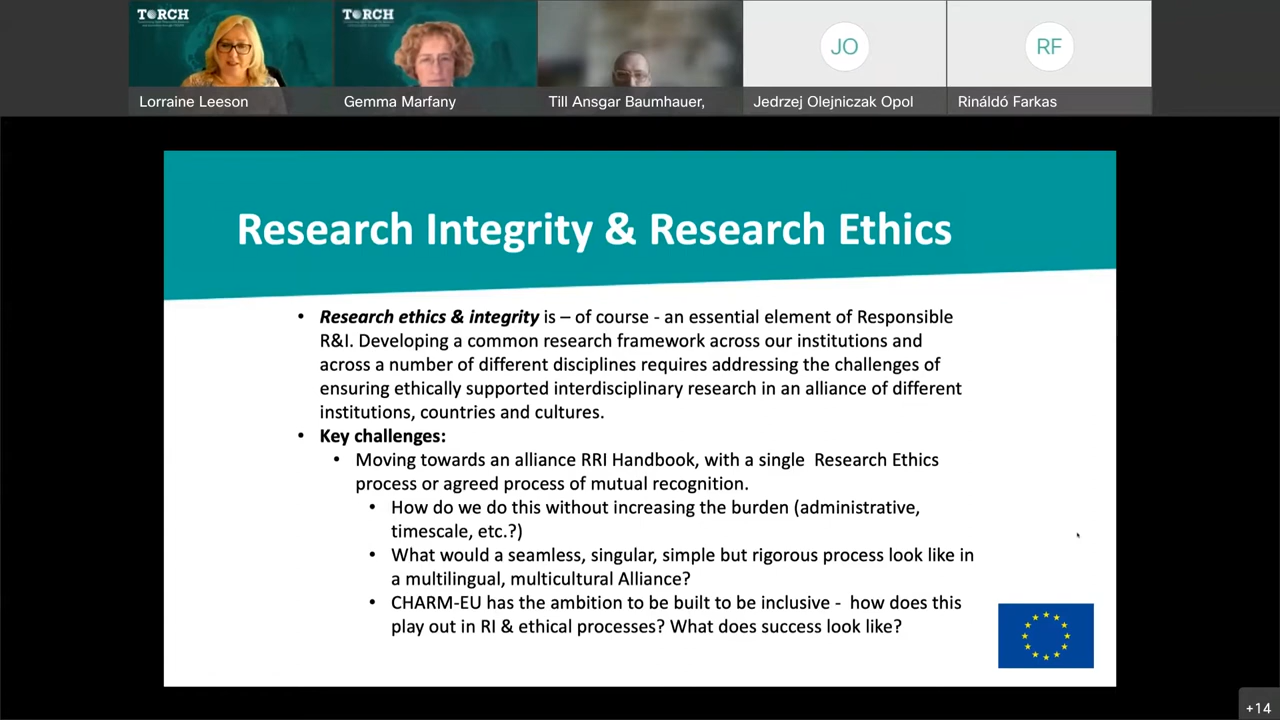 TORCH
TORCH
JO
RF
Lorraine Leeson
Gemma Marfany
Till Ansgar Baumhauer,
Jedrzej Olejniczak Opol
Rináldó Farkas
Research Integrity & Research Ethics
• Research ethics & integrity is – of course - an essential element of Responsible
R&I. Developing a common research framework across our institutions and
across a number of different disciplines requires addressing the challenges of
ensuring ethically supported interdisciplinary research in an alliance of different
institutions, countries and cultures.
• Key challenges:
• Moving towards an alliance RRI Handbook, with a single Research Ethics
process or agreed process of mutual recognition.
• How do we do this without increasing the burden (administrative,
timescale, etc.?)
• What would a seamless, singular, simple but rigorous process look like in
a multilingual, multicultural Alliance?
• CHARM-EU has the ambition to be built to be inclusive - how does this
play out in RI & ethical processes? What does success look like?
+14